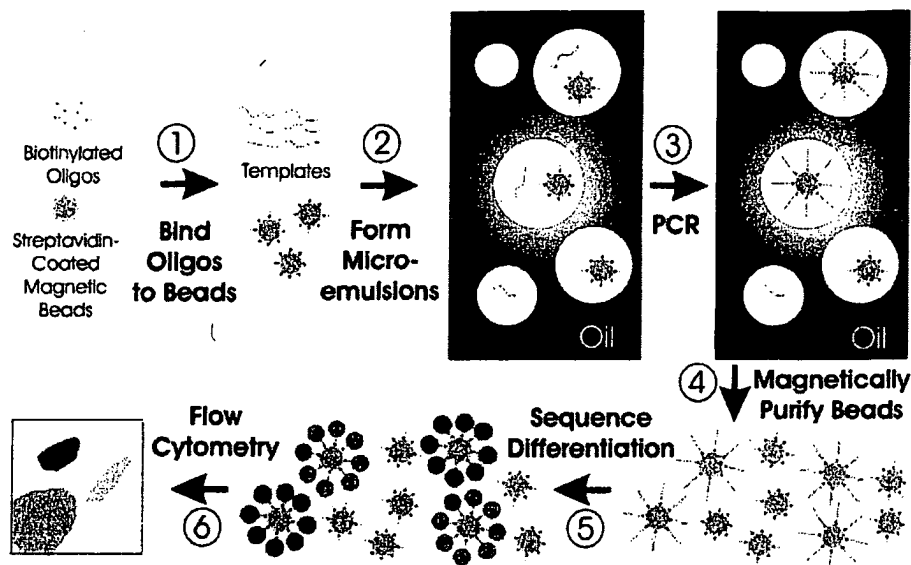 Biotinylated
Oligos
Streptavidin-
Coated
Magnetic
Beads
①
Bind
Oligos
to Beads
Templates
②
Form
Micro-
emulsions
Oil
③
PCR
Oil
④
Magnetically
Purify Beads
Sequence
Differentiation
⑤
Flow
Cytometry
⑥